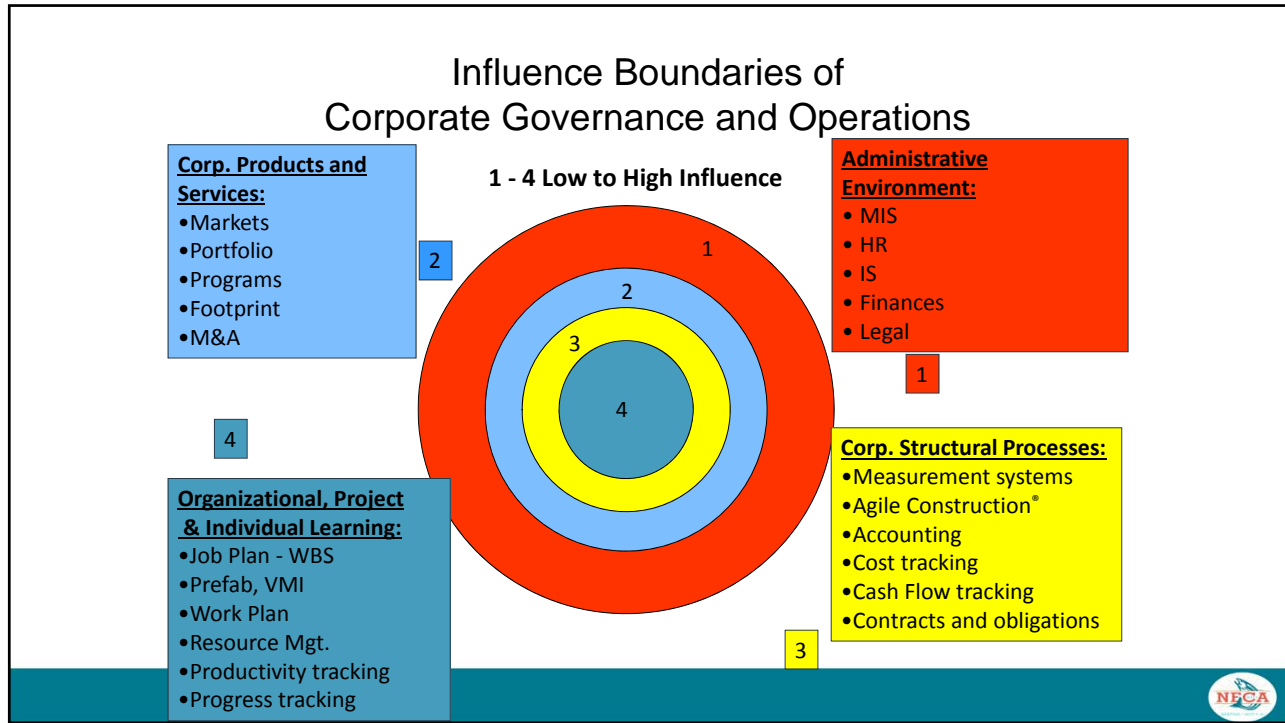 Influence Boundaries of
Corporate Governance and Operations
Corp. Products and
Services:
•Markets
•Portfolio
•Programs
•Footprint
•M&A
2
1 - 4 Low to High Influence
1
2
3
4
Administrative
Environment:
• MIS
• HR
• IS
• Finances
• Legal
1
4
Organizational, Project
& Individual Learning:
•Job Plan - WBS
•Prefab, VMI
•Work Plan
•Resource Mgt.
•Productivity tracking
•Progress tracking
Corp. Structural Processes:
•Measurement systems
•Agile Construction®
•Accounting
•Cost tracking
•Cash Flow tracking
•Contracts and obligations
3
NECA